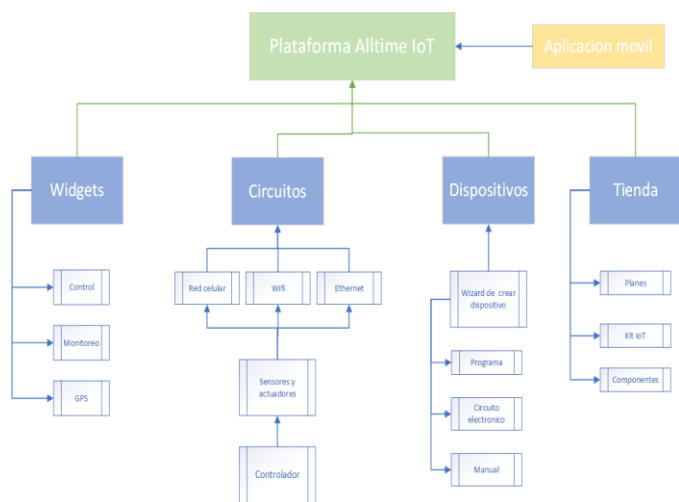 Plataforma Alltime IoT
Aplicacion movil
Widgets
Circuitos
Dispositivos
Tienda
Control
Monitoreo
GPS
Red celular
Wifi
Ethernet
Sensores y
actuadores
Controlador
Wizard de crear
dispositivo
Programa
Circuito
electronico
Manual
Planes
Kit IoT
Componentes